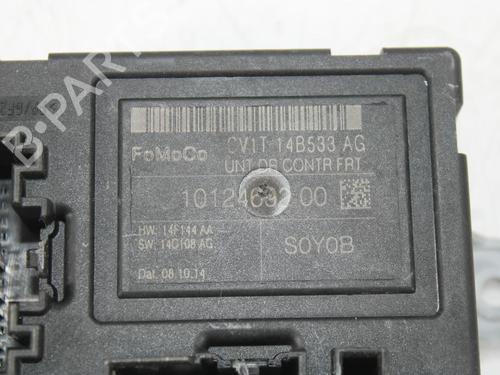 FoMoCo
CV1T 14B533 AG
UNT DR CONTR FRT
HW: 14F144 AA
SW: 14C108 AG
S0Y0B
Dat. 08.10.14